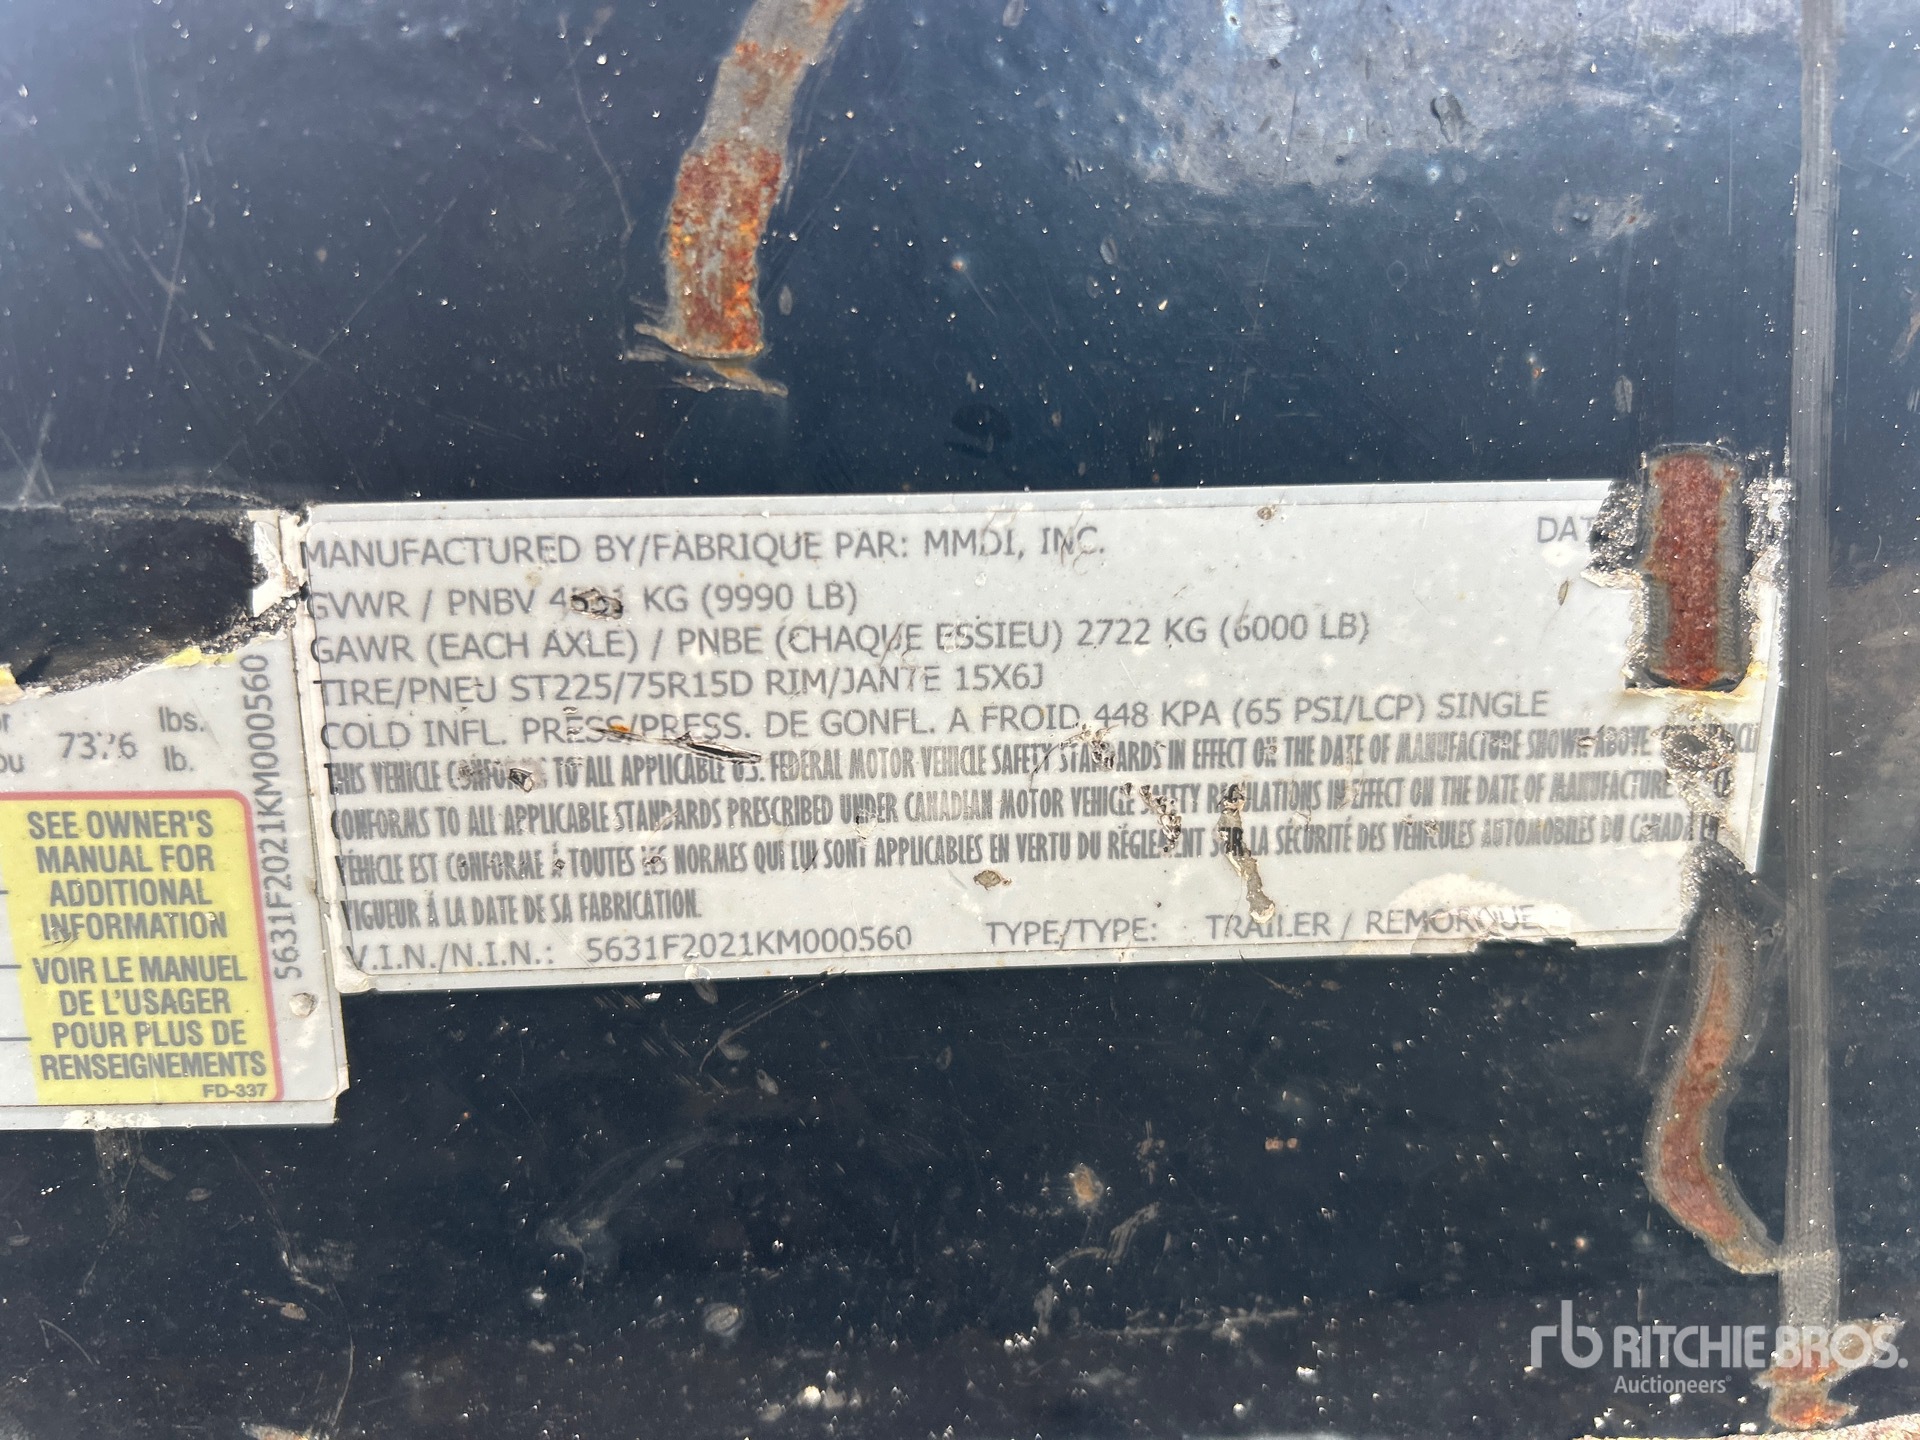 MANUFACTURED BY/FABRIQUE PAR: MMDI, INC.
GVWR / PNBV KG (9990 LB)
GAWR (EACH AXLE) / PNBE (CHAQUE ESSIEU) 2722 KG (6000 LB)
TIRE/PNEU ST225/75R15D RIM/JANTE 15X6J
COLD INFL. PRESS/PRESS. DE GONFL. A FROID 448 KPA (65 PSI/LCP) SINGLE
THIS VEHICLE CONFORMS TO ALL APPLICABLE U.S. FEDERAL MOTOR VEHICLE SAFETY STANDARDS IN EFFECT ON THE DATE OF MANUFACTURE SHOWN ABOVE
CONFORMS TO ALL APPLICABLE STANDARDS PRESCRIBED UNDER CANADIAN MOTOR VEHICLE SAFETY REGULATIONS IN EFFECT ON THE DATE OF MANUFACTURE
VÉHICLE EST CONFORME À TOUTES LES NORMES QUI LUI SONT APPLICABLES EN VERTU DU RÈGLEMENT SUR LA SÉCURITÉ DES VÉHICULES AUTOMOBILES DU CANADA EN
VIGUEUR À LA DATE DE SA FABRICATION.
V.I.N./N.I.N.: 5631F2021KM000560 TYPE/TYPE: TRAILER / REMORQUE
lbs.
lb.
5631F2021KM000560
SEE OWNER'S
MANUAL FOR
ADDITIONAL
INFORMATION
VOIR LE MANUEL
DE L'USAGER
POUR PLUS DE
RENSEIGNEMENTS
FD-337
rb RITCHIE BROS.
Auctioneers